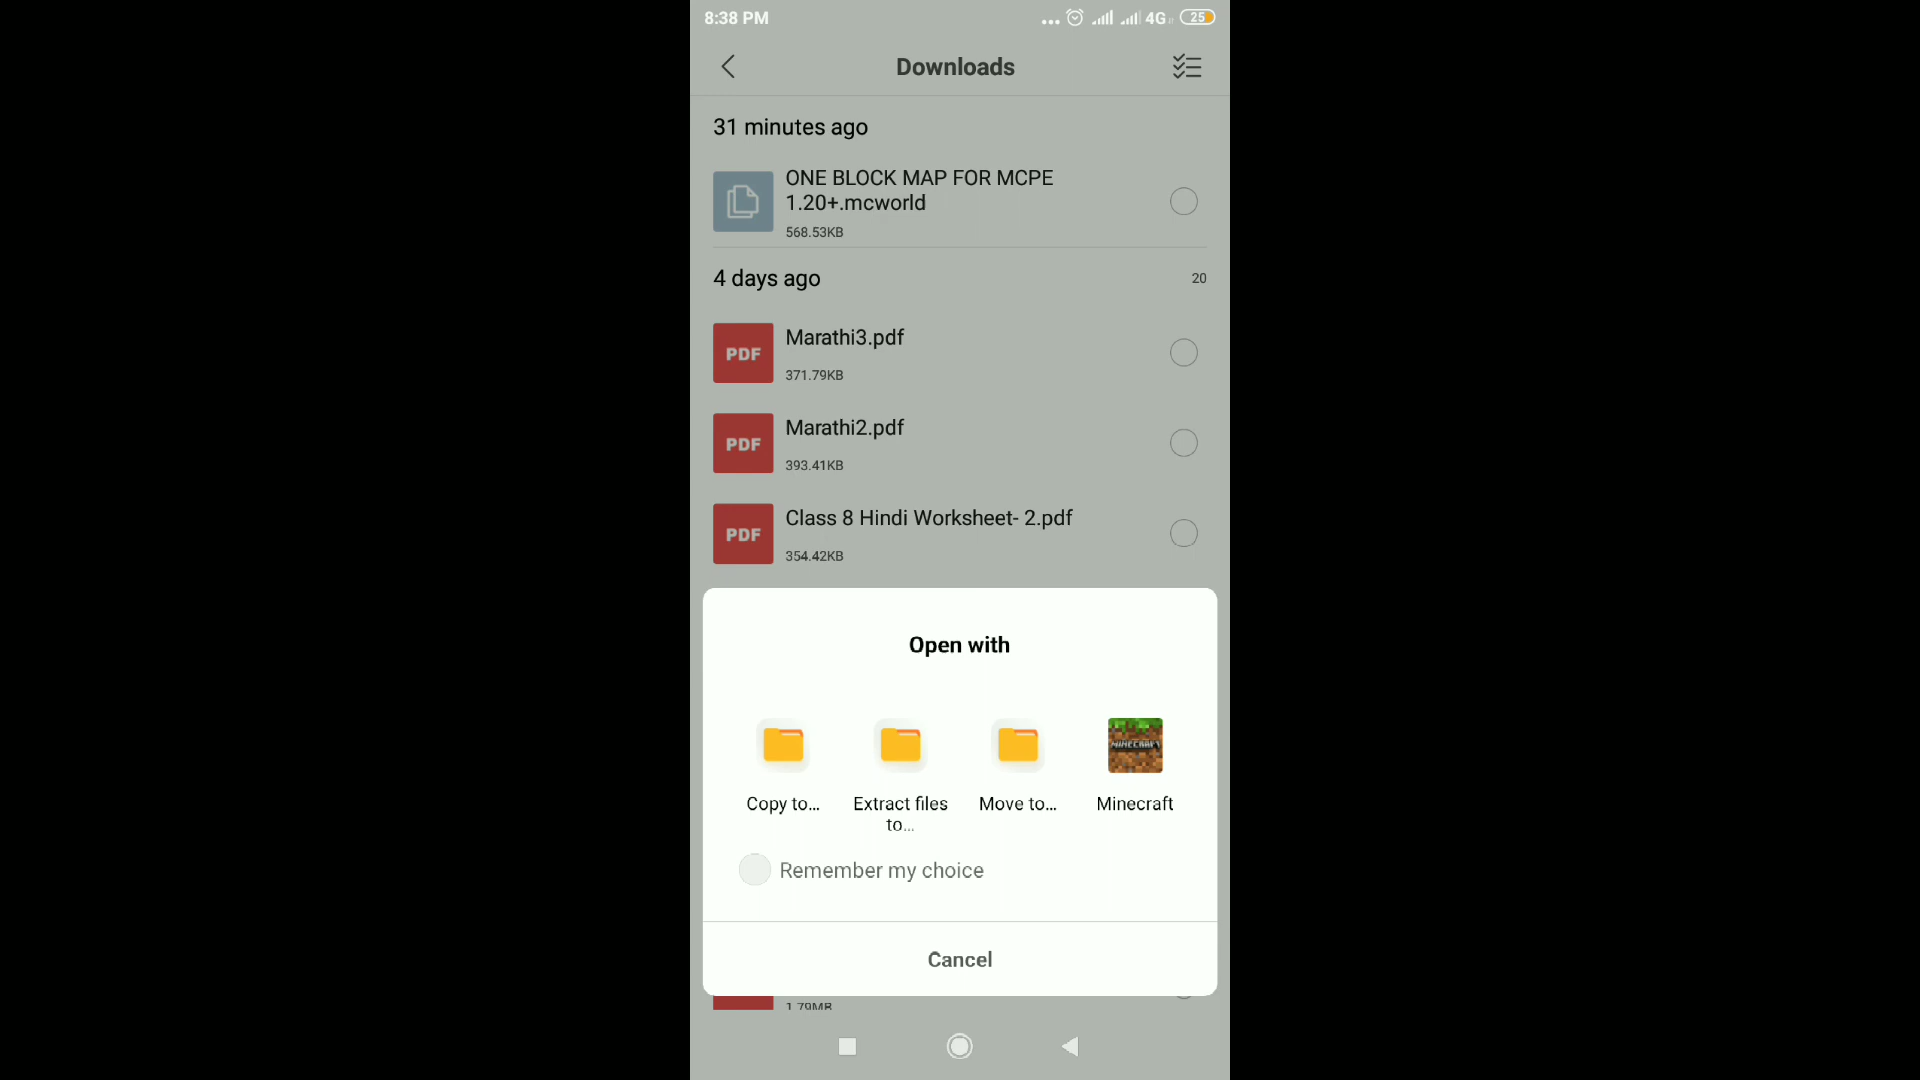 8:38 PM
4G
25
Downloads
31 minutes ago
ONE BLOCK MAP FOR MCPE
1.20+.mcworld
568.53KB
4 days ago
20
PDF
Marathi3.pdf
371.79KB
PDF
Marathi2.pdf
393.41KB
PDF
Class 8 Hindi Worksheet- 2.pdf
354.42KB
Open with
MINECRAFT
Copy to...
Extract files
to...
Move to...
Minecraft
Remember my choice
Cancel
1.79MB